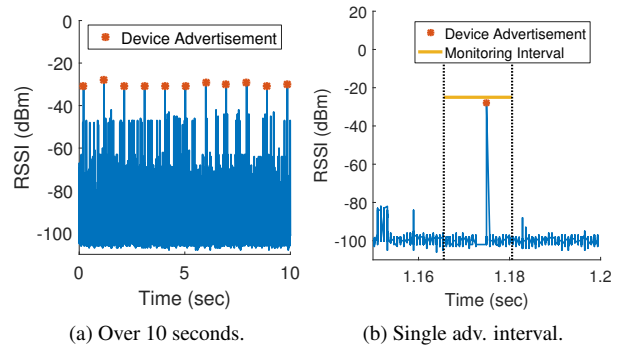 0
-20
-40
-60
-80
-100
RSSI (dBm)
Device Advertisement
0
5
10
Time (sec)
(a) Over 10 seconds.
20
0
-20
-40
-60
-80
-100
RSSI (dBm)
Device Advertisement
Monitoring Interval
1.16
1.18
1.2
Time (sec)
(b) Single adv. interval.